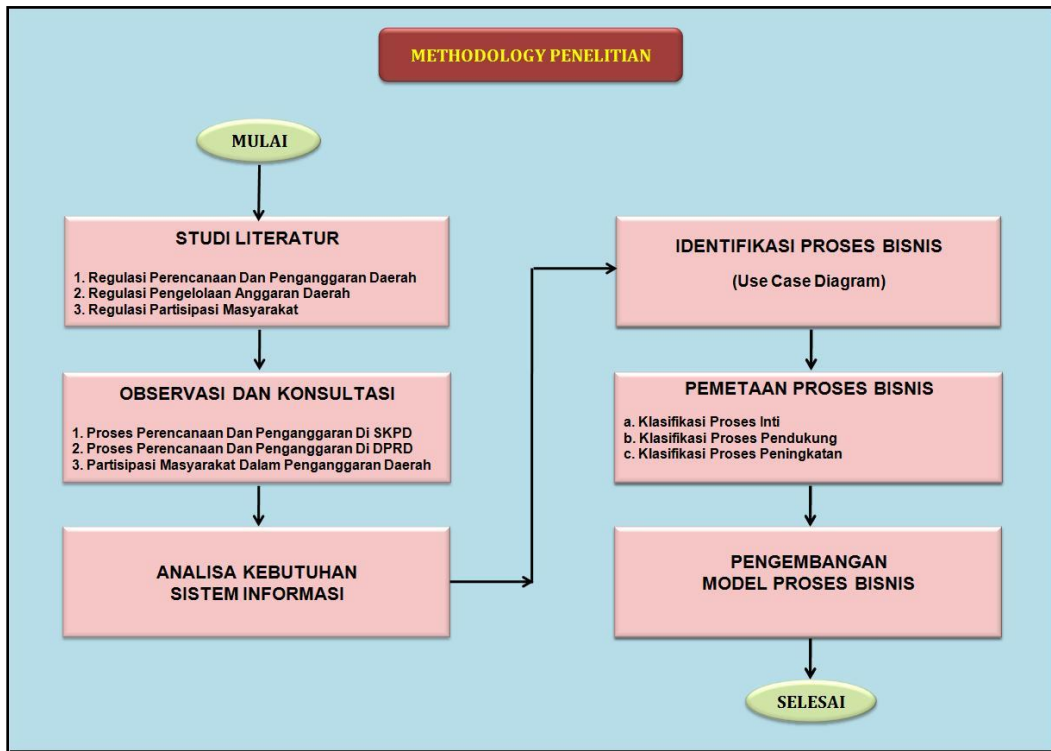 METHODOLOGY PENELITIAN
MULAI
STUDI LITERATUR
1. Regulasi Perencanaan Dan Penganggaran Daerah
2. Regulasi Pengelolaan Anggaran Daerah
3. Regulasi Partisipasi Masyarakat
OBSERVASI DAN KONSULTASI
1. Proses Perencanaan Dan Penganggaran Di SKPD
2. Proses Perencanaan Dan Penganggaran Di DPRD
3. Partisipasi Masyarakat Dalam Penganggaran Daerah
ANALISA KEBUTUHAN
SISTEM INFORMASI
IDENTIFIKASI PROSES BISNIS
(Use Case Diagram)
PEMETAAN PROSES BISNIS
a. Klasifikasi Proses Inti
b. Klasifikasi Proses Pendukung
c. Klasifikasi Proses Peningkatan
PENGEMBANGAN
MODEL PROSES BISNIS
SELESAI